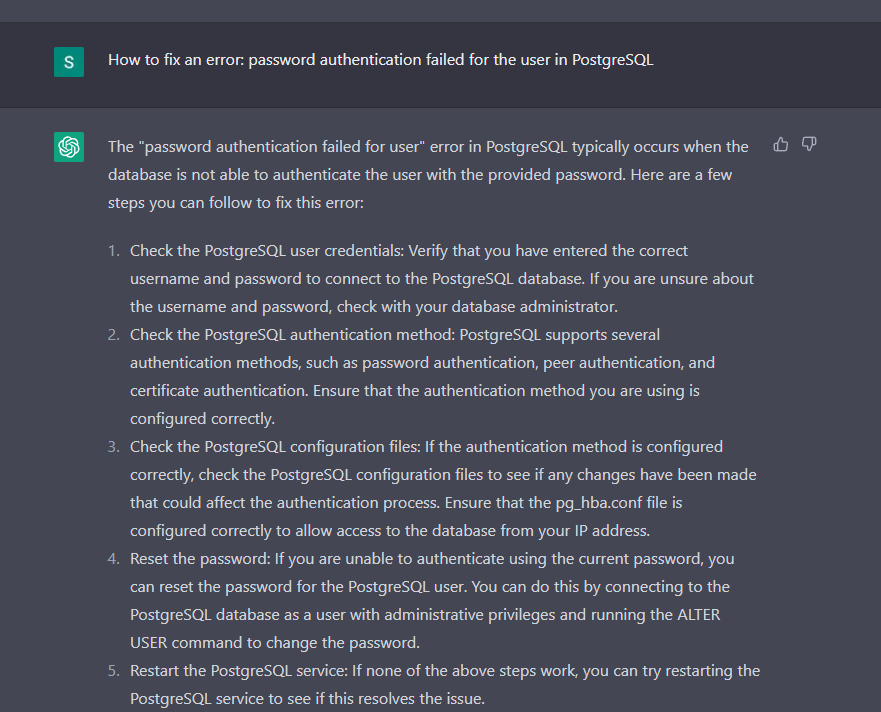 S
How to fix an error: password authentication failed for the user in PostgreSQL
The "password authentication failed for user" error in PostgreSQL typically occurs when the
database is not able to authenticate the user with the provided password. Here are a few
steps you can follow to fix this error:
1. Check the PostgreSQL user credentials: Verify that you have entered the correct
username and password to connect to the PostgreSQL database. If you are unsure about
the username and password, check with your database administrator.
2. Check the PostgreSQL authentication method: PostgreSQL supports several
authentication methods, such as password authentication, peer authentication, and
certificate authentication. Ensure that the authentication method you are using is
configured correctly.
3. Check the PostgreSQL configuration files: If the authentication method is configured
correctly, check the PostgreSQL configuration files to see if any changes have been made
that could affect the authentication process. Ensure that the pg_hba.conf file is
configured correctly to allow access to the database from your IP address.
4. Reset the password: If you are unable to authenticate using the current password, you
can reset the password for the PostgreSQL user. You can do this by connecting to the
PostgreSQL database as a user with administrative privileges and running the ALTER
USER command to change the password.
5. Restart the PostgreSQL service: If none of the above steps work, you can try restarting the
PostgreSQL service to see if this resolves the issue.